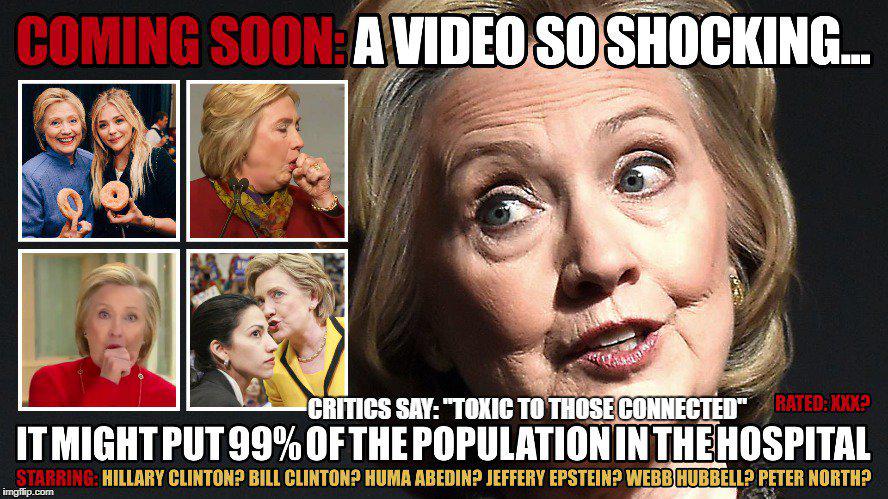 COMING SOON: A VIDEO SO SHOCKING...
CRITICS SAY: "TOXIC TO THOSE CONNECTED"
RATED: XXX?
IT MIGHT PUT 99% OF THE POPULATION IN THE HOSPITAL
STARRING: HILLARY CLINTON? BILL CLINTON? HUMA ABEDIN? JEFFERY EPSTEIN? WEBB HUBBELL? PETER NORTH?
imgflip.com